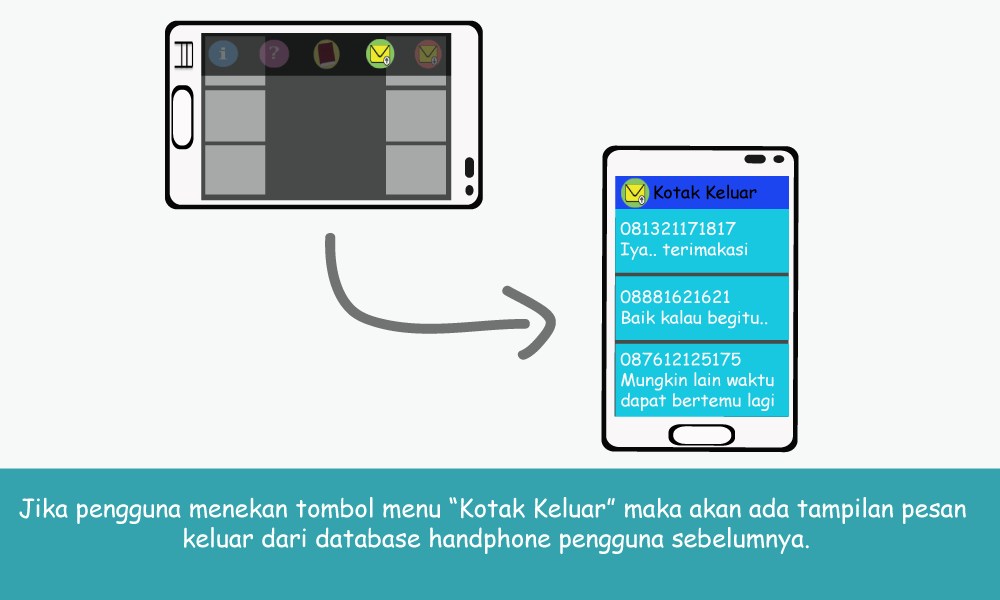 Kotak Keluar
081321171817
Iya.. terimakasi
08881621621
Baik kalau begitu..
087612125175
Mungkin lain waktu
dapat bertemu lagi
Jika pengguna menekan tombol menu “Kotak Keluar” maka akan ada tampilan pesan
keluar dari database handphone pengguna sebelumnya.